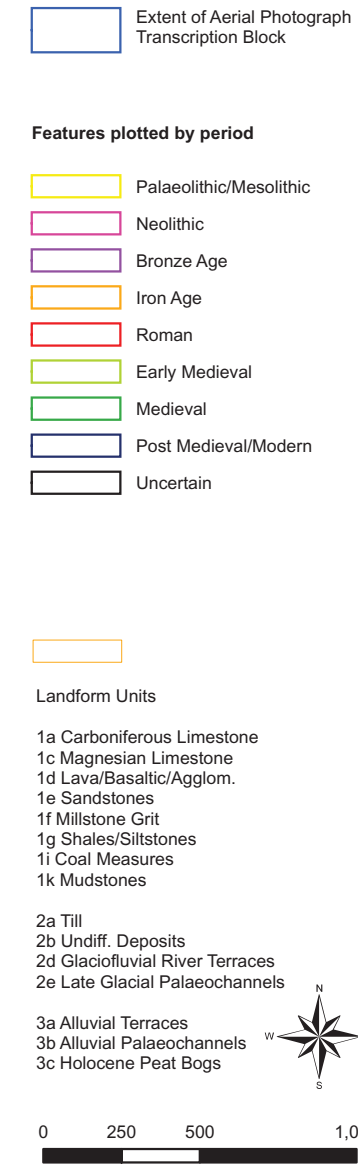 Extent of Aerial Photograph
Transcription Block
Features plotted by period
Palaeolithic/Mesolithic
Neolithic
Bronze Age
Iron Age
Roman
Early Medieval
Medieval
Post Medieval/Modern
Uncertain
Landform Units
1a Carboniferous Limestone
1c Magnesian Limestone
1d Lava/Basaltic/Agglom.
1e Sandstones
1f Millstone Grit
1g Shales/Siltstones
1i Coal Measures
1k Mudstones
2a Till
2b Undiff. Deposits
2d Glaciofluvial River Terraces
2e Late Glacial Palaeochannels
3a Alluvial Terraces
3b Alluvial Palaeochannels
3c Holocene Peat Bogs
N
W
S
0 250 500 1,0